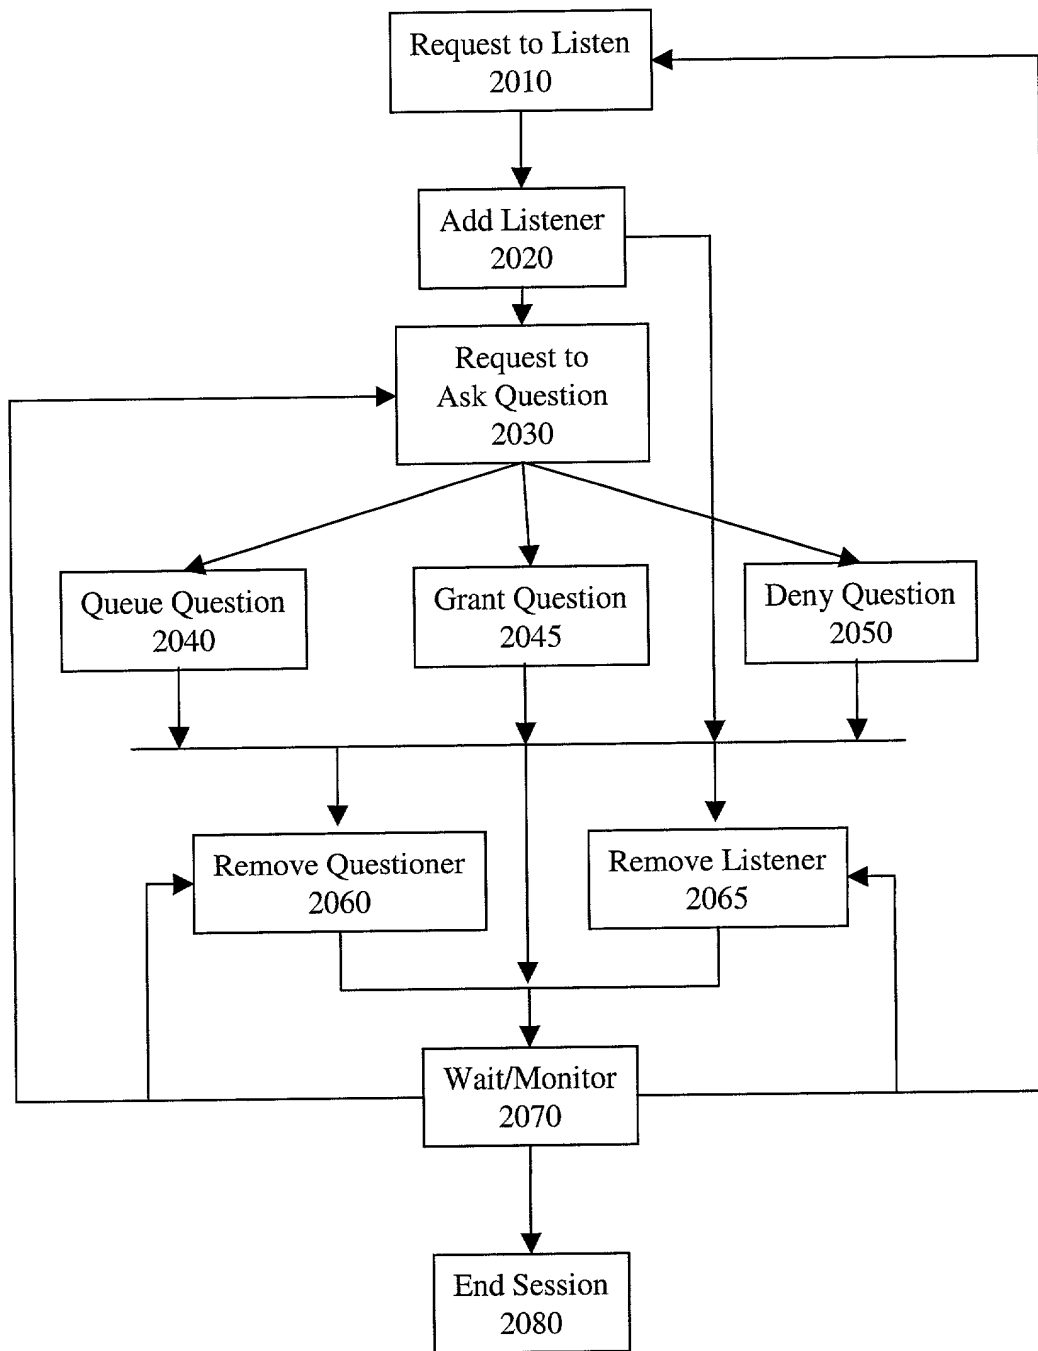 Request to Listen
2010
Add Listener
2020
Request to
Ask Question
2030
Queue Question
2040
Grant Question
2045
Deny Question
2050
Remove Questioner
2060
Remove Listener
2065
Wait/Monitor
2070
End Session
2080